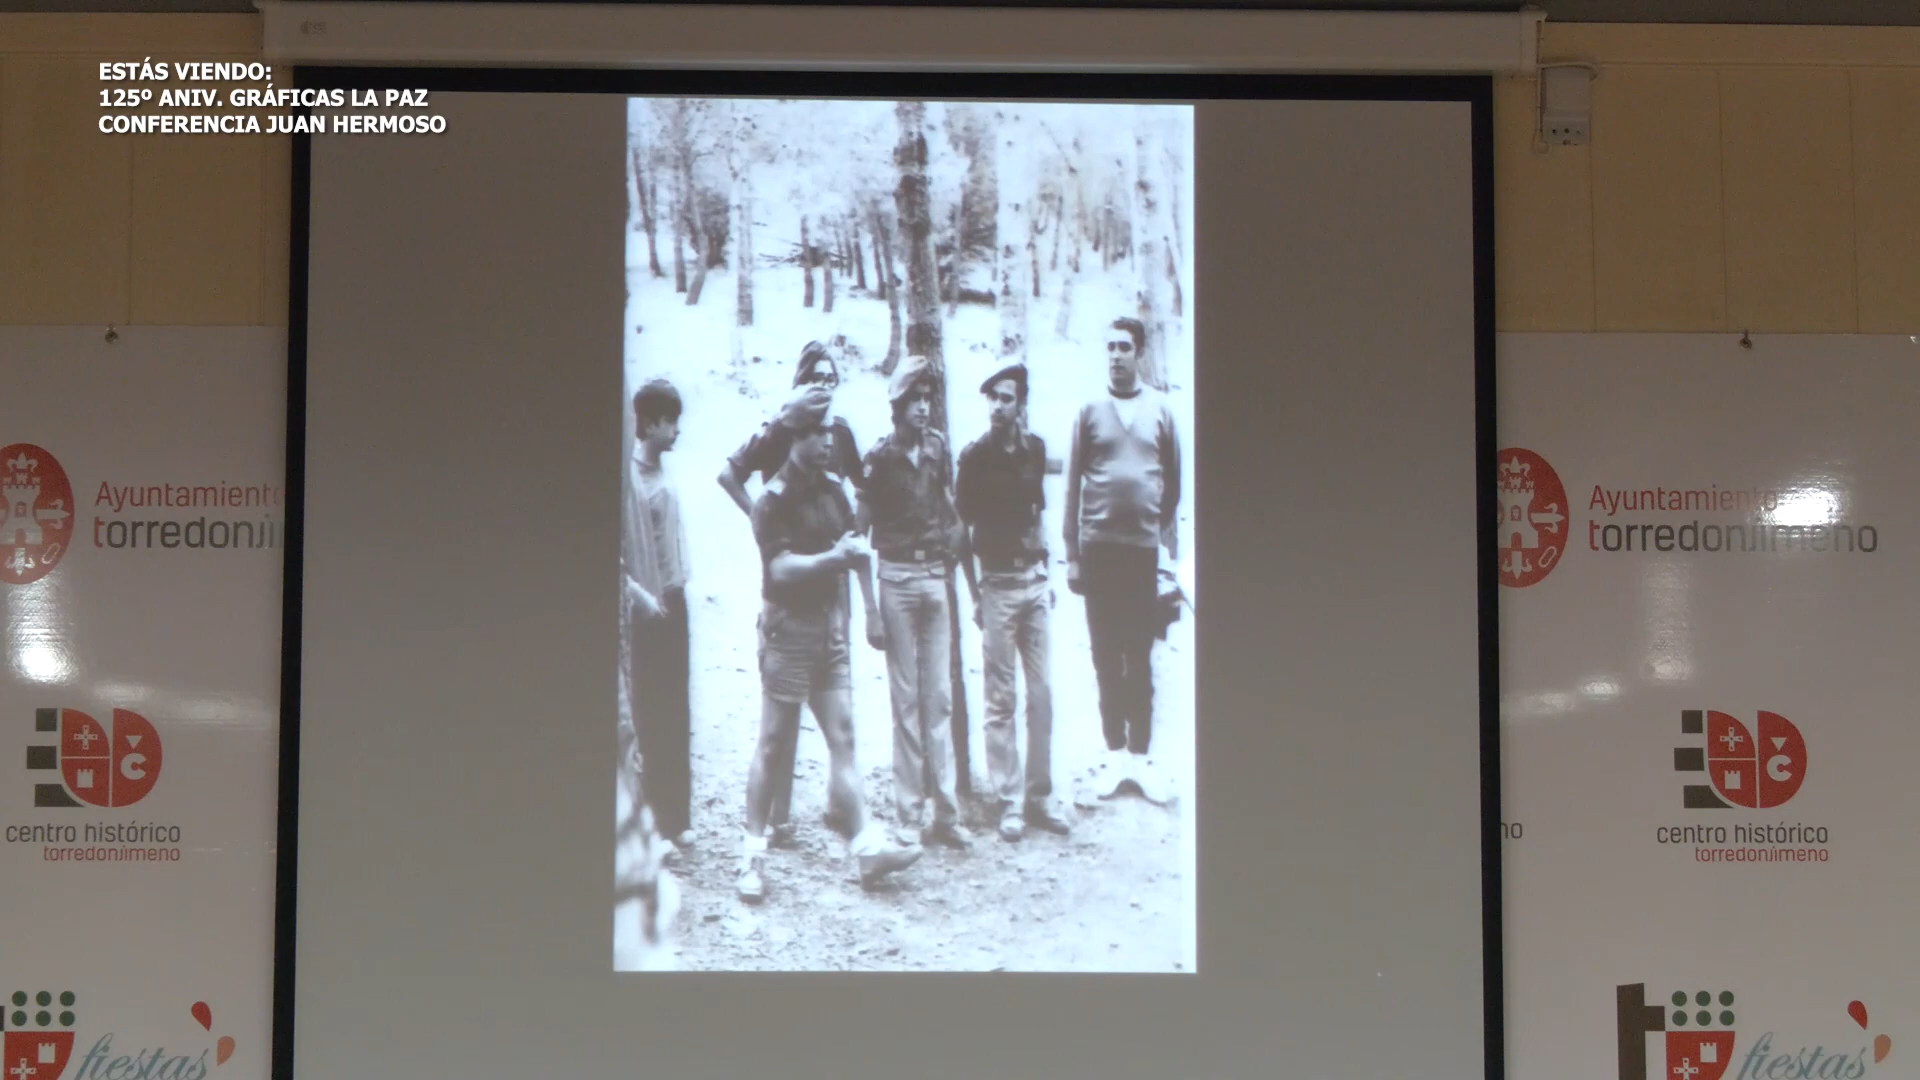 ESTÁS VIENDO:
125º ANIV. GRÁFICAS LA PAZ
CONFERENCIA JUAN HERMOSO
Ayuntamiento
torredonjimeno
Ayuntamiento
torredonjimeno
centro histórico
torredonjimeno
centro histórico
torredonjimeno
fiestas
fiestas